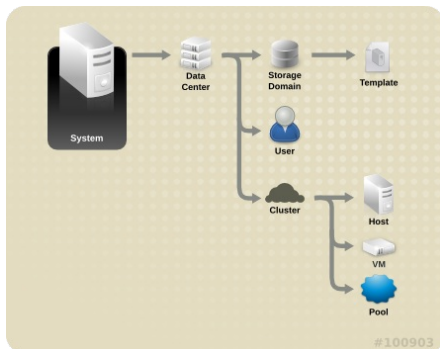 System
Data
Center
Storage
Domain
Template
User
Cluster
Host
VM
Pool
#100903